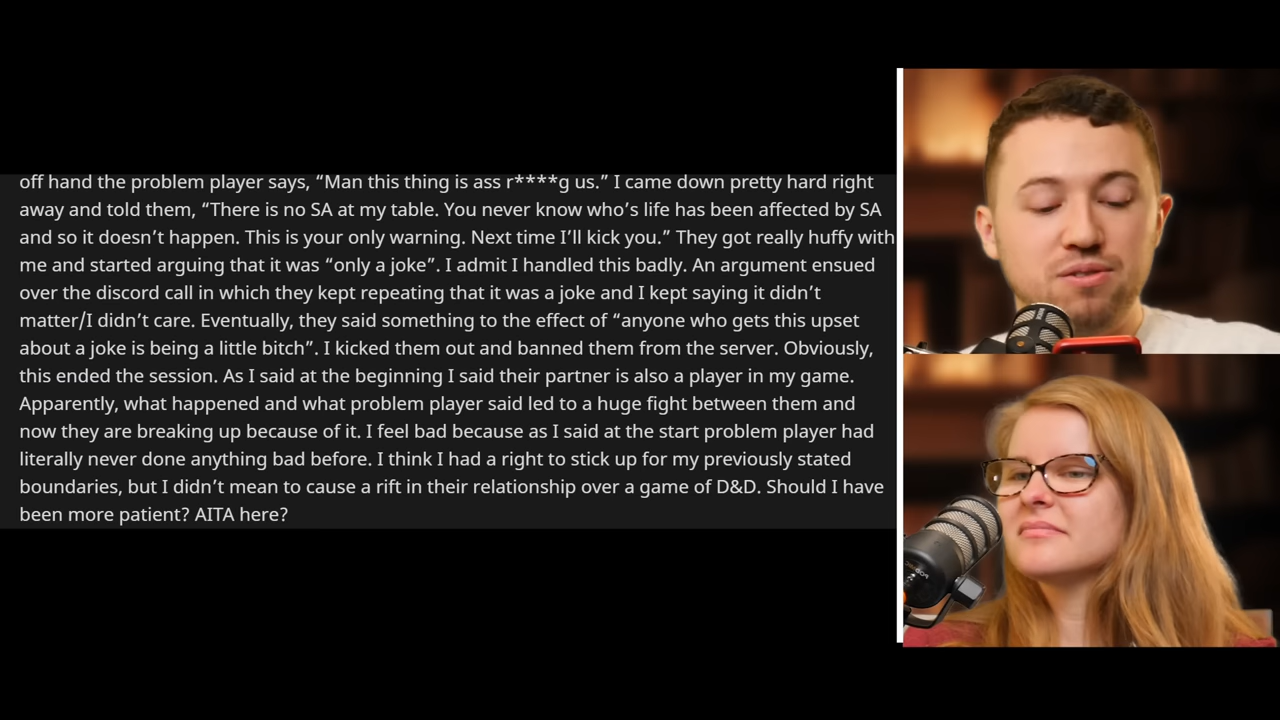 off hand the problem player says, “Man this thing is ass r****g us.” I came down pretty hard right
away and told them, “There is no SA at my table. You never know who’s life has been affected by SA
and so it doesn’t happen. This is your only warning. Next time I’ll kick you.” They got really huffy with
me and started arguing that it was “only a joke”. I admit I handled this badly. An argument ensued
over the discord call in which they kept repeating that it was a joke and I kept saying it didn’t
matter/I didn’t care. Eventually, they said something to the effect of “anyone who gets this upset
about a joke is being a little bitch”. I kicked them out and banned them from the server. Obviously,
this ended the session. As I said at the beginning I said their partner is also a player in my game.
Apparently, what happened and what problem player said led to a huge fight between them and
now they are breaking up because of it. I feel bad because as I said at the start problem player had
literally never done anything bad before. I think I had a right to stick up for my previously stated
boundaries, but I didn’t mean to cause a rift in their relationship over a game of D&D. Should I have
been more patient? AITA here?